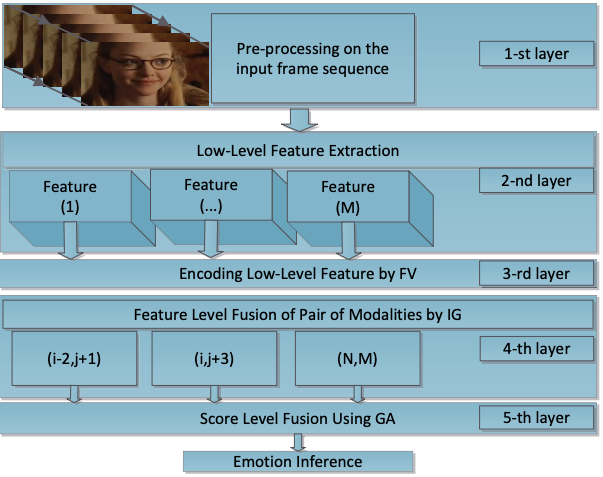 Pre-processing on the
input frame sequence
1-st layer
Low-Level Feature Extraction
2-nd layer
Feature
(1)
Feature
(...)
Feature
(M)
Encoding Low-Level Feature by FV
3-rd layer
Feature Level Fusion of Pair of Modalities by IG
4-th layer
(i-2,j+1)
(i,j+3)
(N,M)
Score Level Fusion Using GA
5-th layer
Emotion Inference